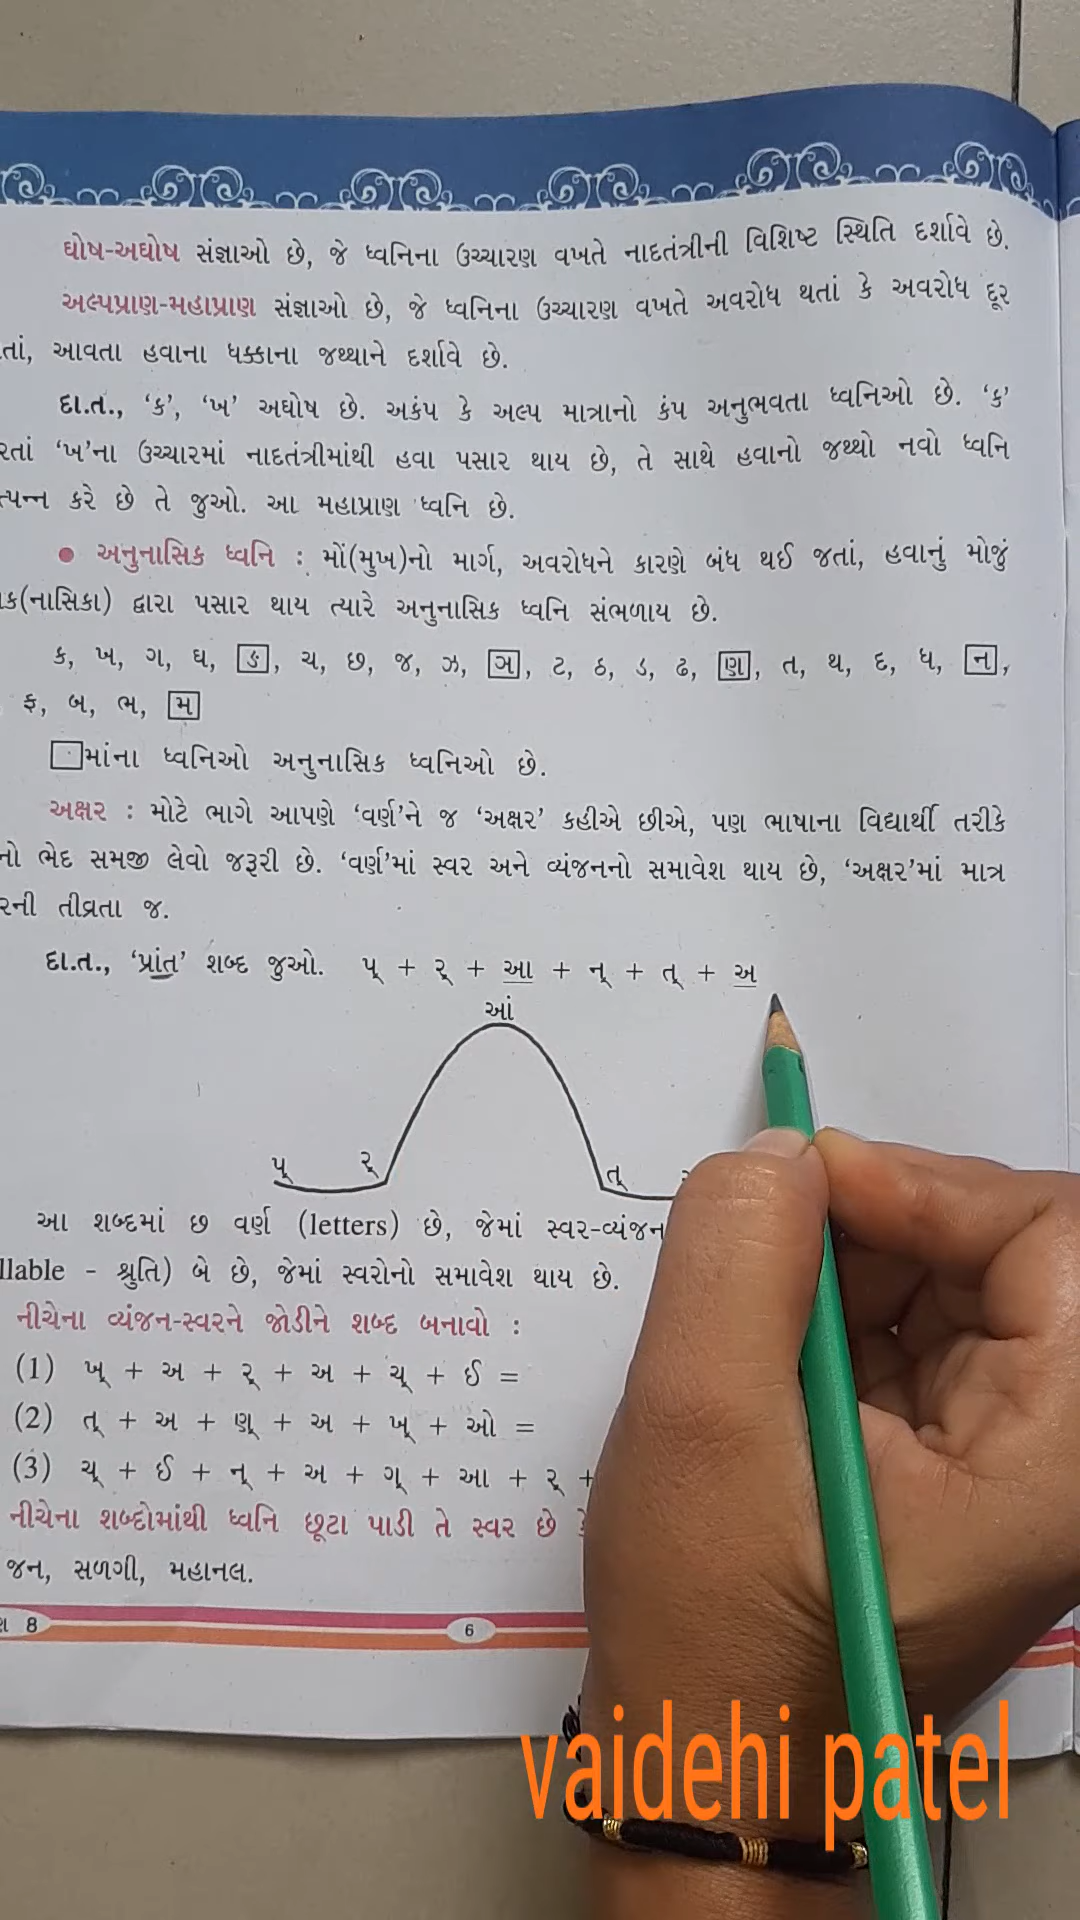 ઘોષ-અઘોષ સંજ્ઞાઓ છે, જે ધ્વનિના ઉચ્ચારણ વખતે નાદતંત્રીની વિશિષ્ટ સ્થિતિ દર્શાવે છે.
અલ્પપ્રાણ-મહાપ્રાણ સંજ્ઞાઓ છે, જે ધ્વનિના ઉચ્ચારણ વખતે અવરોધ થતાં કે અવરોધ દૂર
તાં, આવતા હવાના ધક્કાના જથ્થાને દર્શાવે છે.
દા.ત., ‘ક’, ‘ખ’ અઘોષ છે. અકંપ કે અલ્પ માત્રાનો કંપ અનુભવતા ધ્વનિઓ છે. ‘ક’
રતાં ‘ખ’ના ઉચ્ચારમાં નાદતંત્રીમાંથી હવા પસાર થાય છે, તે સાથે હવાનો જથ્થો નવો ધ્વનિ
ત્પન્ન કરે છે તે જુઓ. આ મહાપ્રાણ ધ્વનિ છે.
● અનુનાસિક ધ્વનિ : મોં(મુખ)નો માર્ગ, અવરોધને કારણે બંધ થઈ જતાં, હવાનું મોજું
ક(નાસિકા) દ્વારા પસાર થાય ત્યારે અનુનાસિક ધ્વનિ સંભળાય છે.
ક, ખ, ગ, ઘ, ઙ, ચ, છ, જ, ઝ, ઞ, ટ, ઠ, ડ, ઢ, ણ, ત, થ, દ, ધ, ન,
ફ, બ, ભ, મ
માંના ધ્વનિઓ અનુનાસિક ધ્વનિઓ છે.
અક્ષર : મોટે ભાગે આપણે ‘વર્ણ’ને જ ‘અક્ષર’ કહીએ છીએ, પણ ભાષાના વિદ્યાર્થી તરીકે
નો ભેદ સમજી લેવો જરૂરી છે. ‘વર્ણ’માં સ્વર અને વ્યંજનનો સમાવેશ થાય છે, ‘અક્ષર’માં માત્ર
રની તીવ્રતા જ.
દા.ત., ‘પ્રાંત’ શબ્દ જુઓ. પ્ + ર્ + આ + ન્ + ત્ + અ
આં
પ્ ર્ ત્
આ શબ્દમાં છ વર્ણ (letters) છે, જેમાં સ્વર-વ્યંજન
llable - શ્રુતિ) બે છે, જેમાં સ્વરોનો સમાવેશ થાય છે.
નીચેના વ્યંજન-સ્વરને જોડીને શબ્દ બનાવો :
(1) ખ્ + અ + ર્ + અ + ચ્ + ઈ =
(2) ત્ + અ + ણ્ + અ + ખ્ + ઓ =
(3) ચ્ + ઈ + ન્ + અ + ગ્ + આ + ર્ +
નીચેના શબ્દોમાંથી ધ્વનિ છૂટા પાડી તે સ્વર છે
જન, સળગી, મહાનલ.
8
6
vaidehi patel